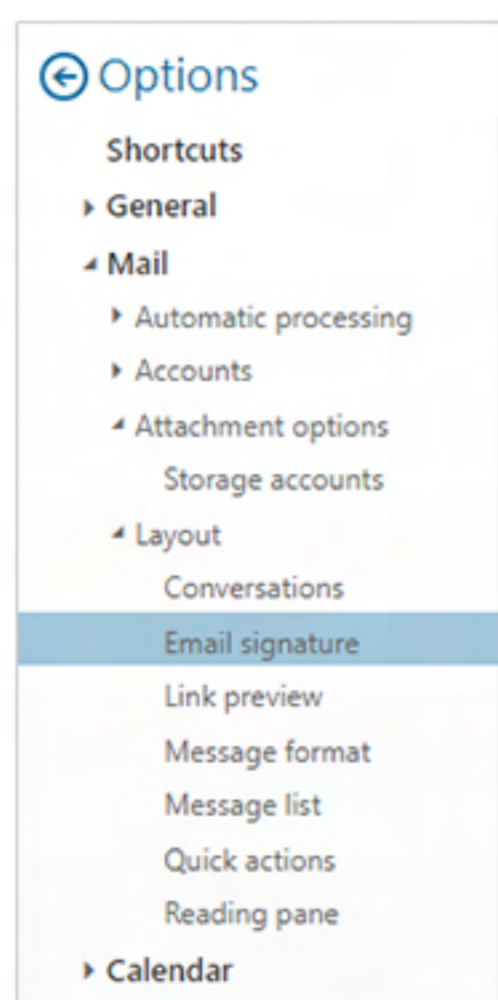 Options
Shortcuts
General
Mail
Automatic processing
Accounts
Attachment options
Storage accounts
Layout
Conversations
Email signature
Link preview
Message format
Message list
Quick actions
Reading pane
Calendar